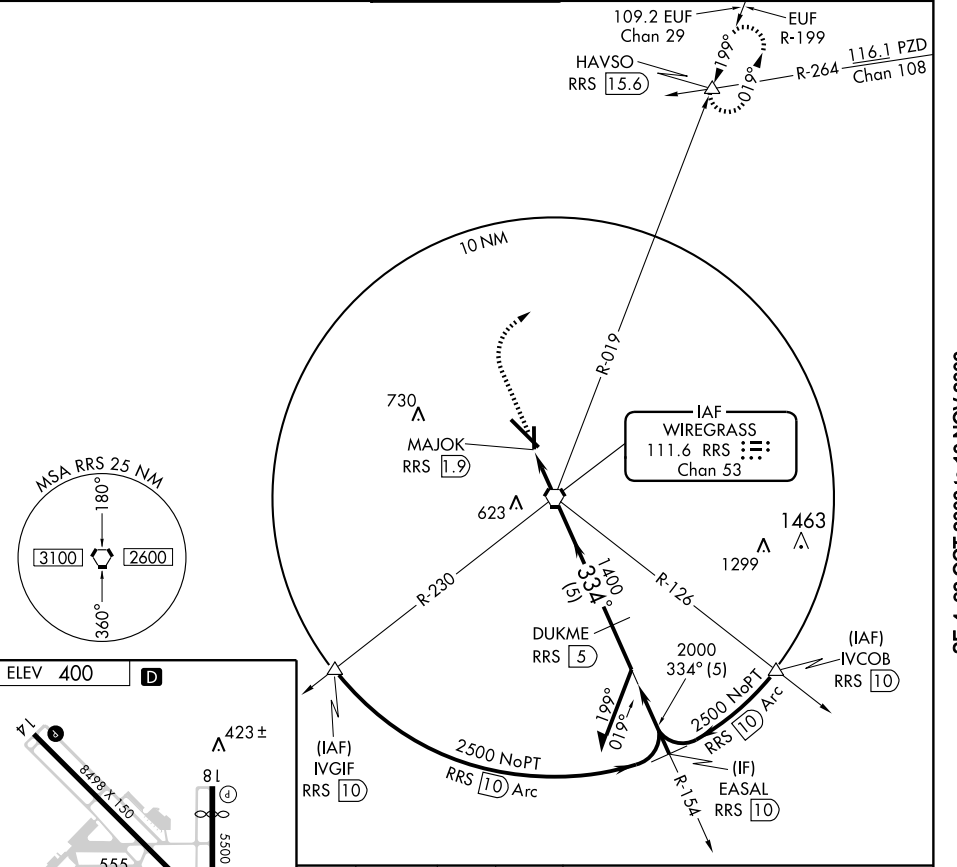 109.2 EUF
Chan 29
EUF
R-199
HAVSO
RRS 15.6
199°
019°
R-264
116.1 PZD
Chan 108
10 NM
R-019
730
MAJOK
RRS 1.9
IAF
WIREGRASS
111.6 RRS
Chan 53
623
1463
1299
MSA RRS 25 NM
180°
3100
2600
360°
R-230
1400
334°
(5)
R-126
DUKME
RRS 5
2000
334° (5)
(IAF)
IVCOB
RRS 10
199°
019°
2500 NoPT
RRS 10 Arc
(IAF)
IVGIF
RRS 10
2500 NoPT
RRS 10 Arc
(IF)
EASAL
RRS 10
R-154
ELEV 400
D
14
P
8498 X 150
423 ±
18
P
5500
555